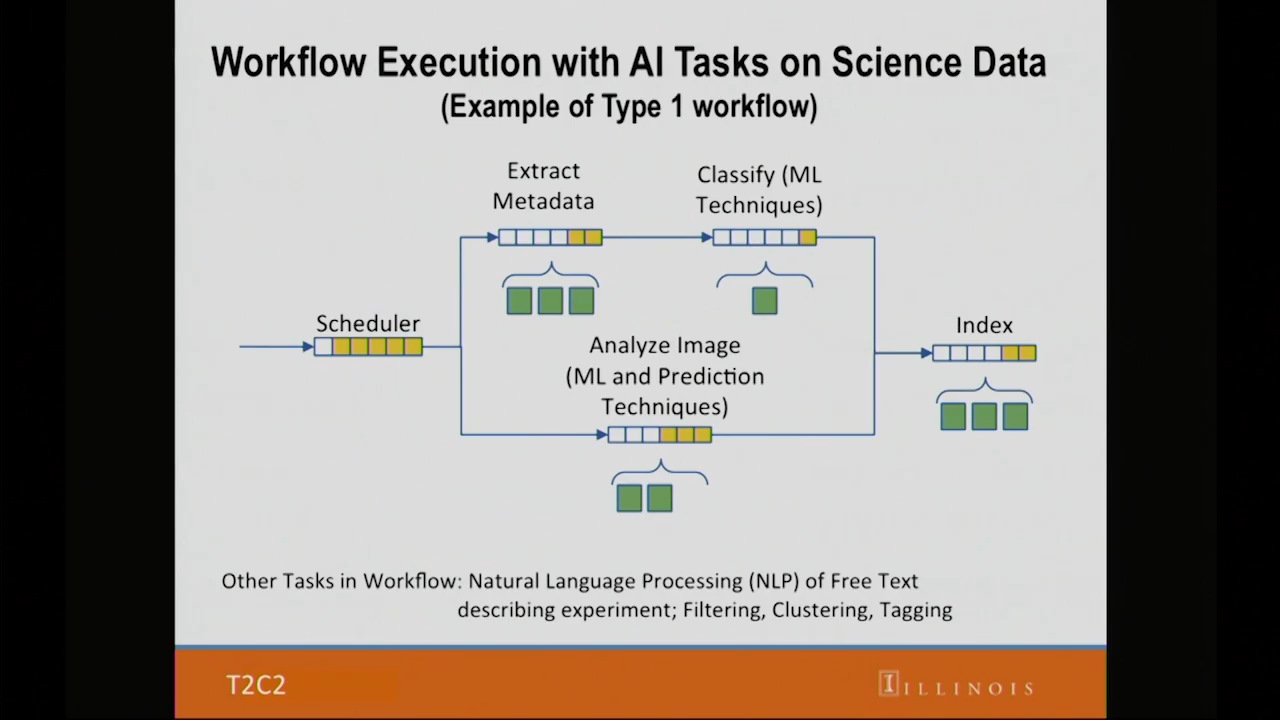 Workflow Execution with AI Tasks on Science Data
(Example of Type 1 workflow)
Extract
Metadata
Classify (ML
Techniques)
Scheduler
Analyze Image
(ML and Prediction
Techniques)
Index
Other Tasks in Workflow: Natural Language Processing (NLP) of Free Text
describing experiment; Filtering, Clustering, Tagging
T2C2
I ILLINOIS